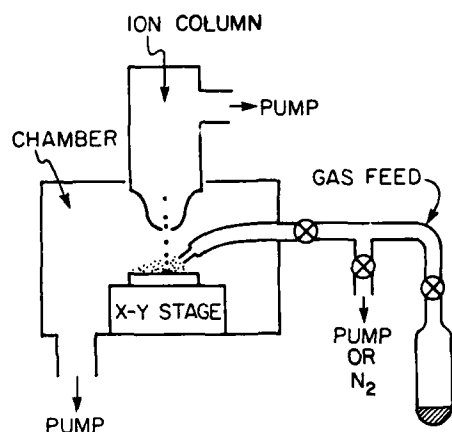 ION COLUMN
PUMP
CHAMBER
GAS FEED
X-Y STAGE
PUMP
OR
N₂
PUMP